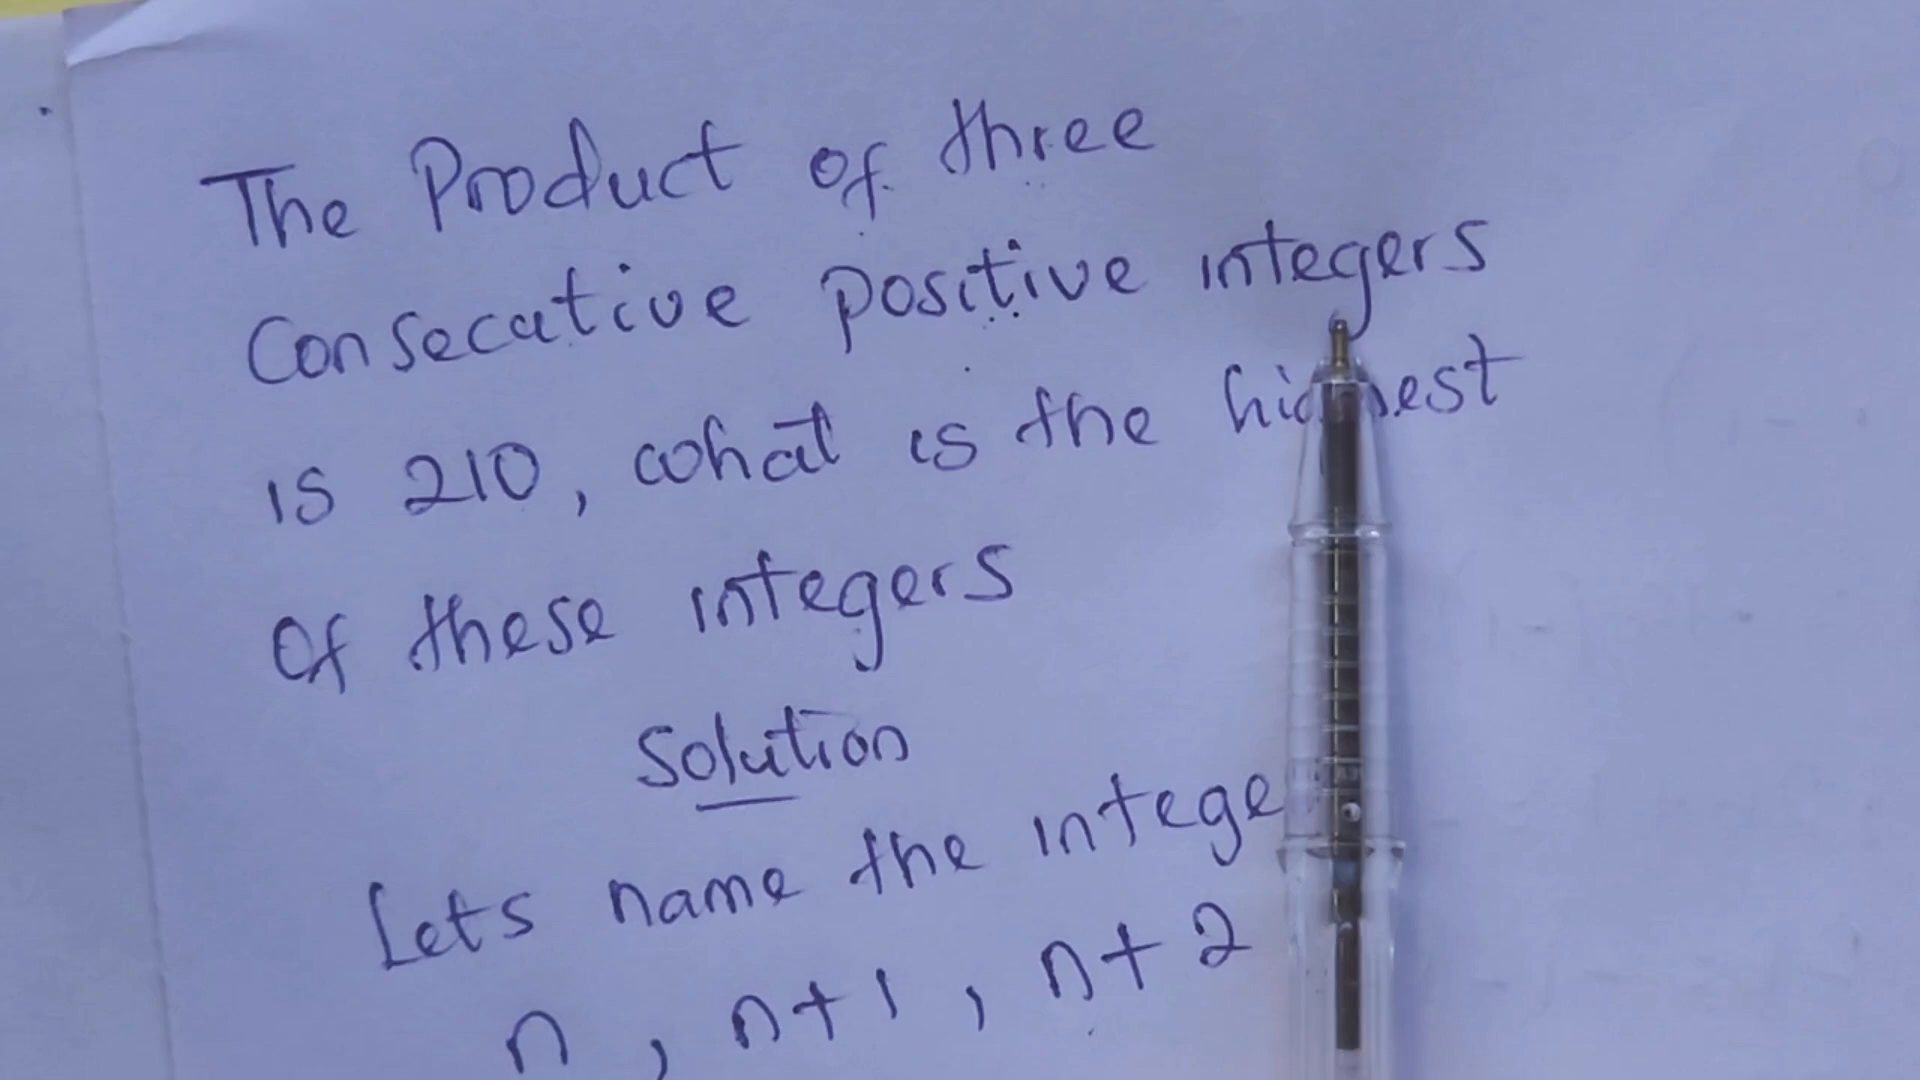 The Product of three
Consecutive positive integers
is 210, what is the highest
Of these integers
Solution
Lets name the intege
n, n+1, n+2